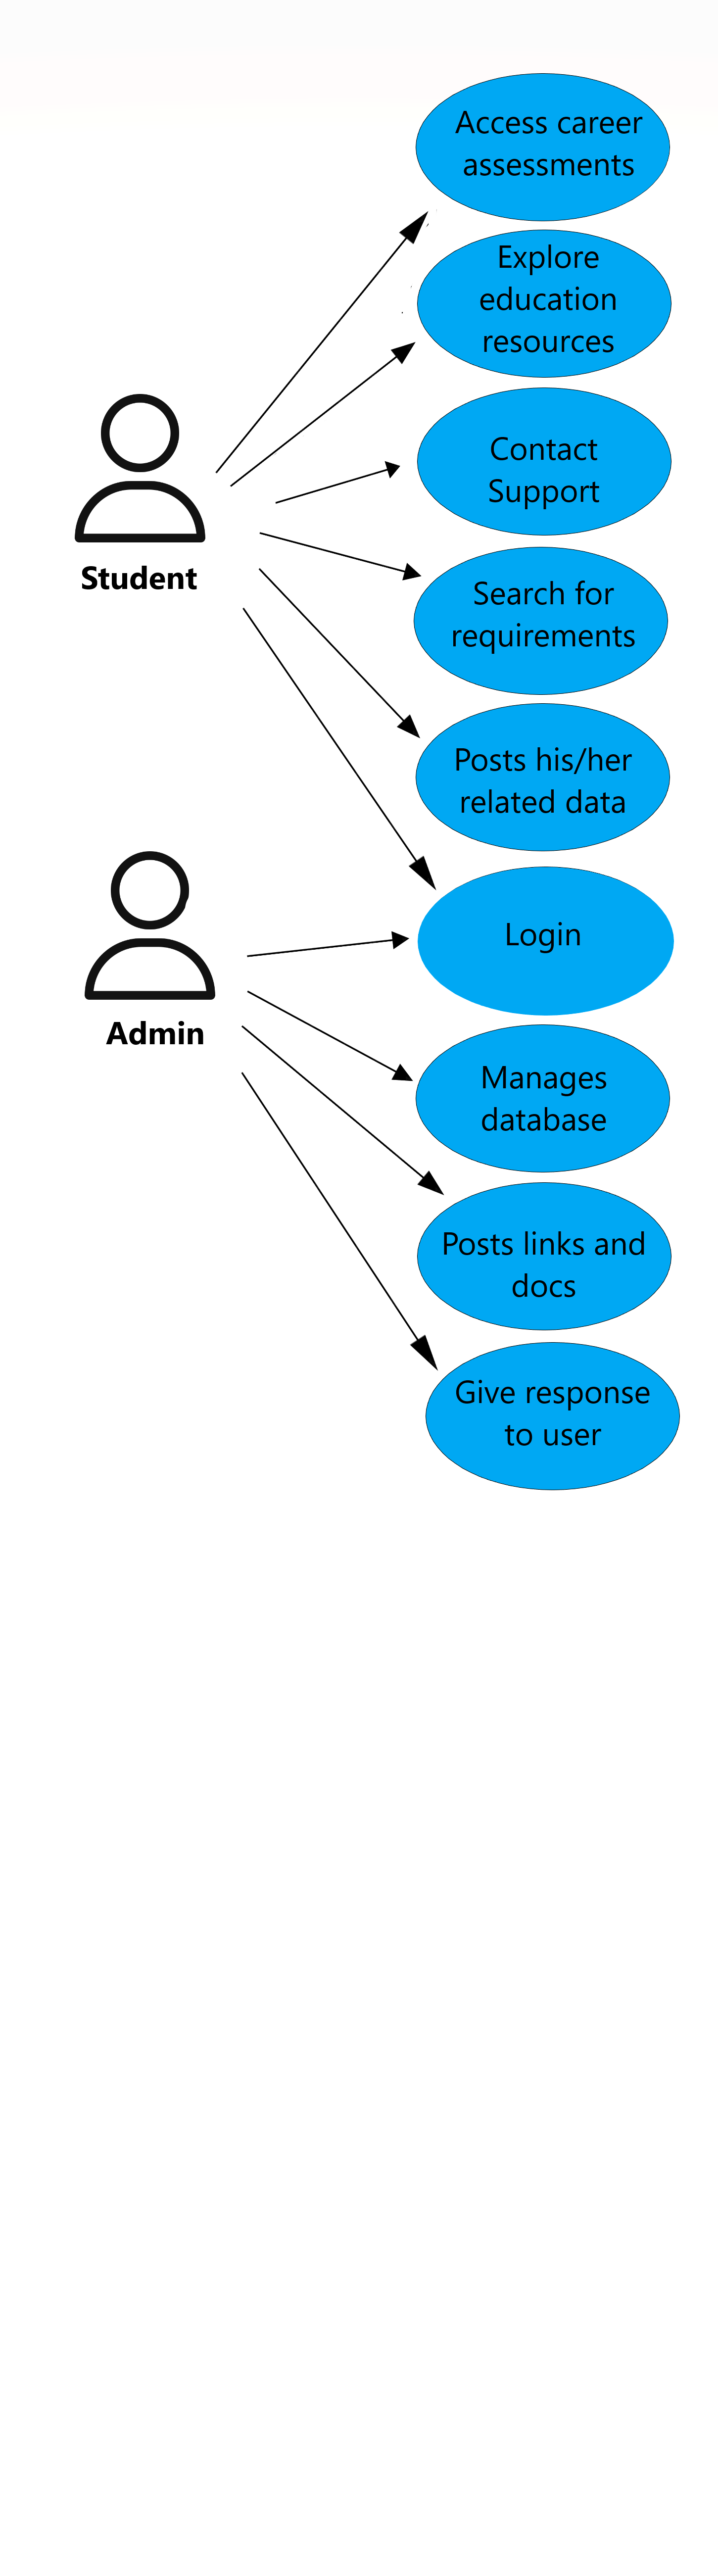 Access career
assessments
Explore
education
resources
Contact
Support
Student
Search for
requirements
Posts his/her
related data
Login
Admin
Manages
database
Posts links and
docs
Give response
to user